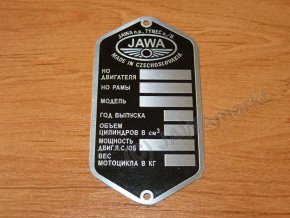 JAWA n.p., TÝNEC n./S.
JAWA
MADE IN CZECHOSLOVAKIA
НО
ДВИГАТЕЛЯ
НО РАМЫ
МОДЕЛЬ
ГОД ВЫПУСКА
ОБЪЕМ
ЦИЛИНДРОВ В см³
МОЩНОСТЬ
ДВИГ.Л.С./ОБ
ВЕС
МОТОЦИКЛА В КГ